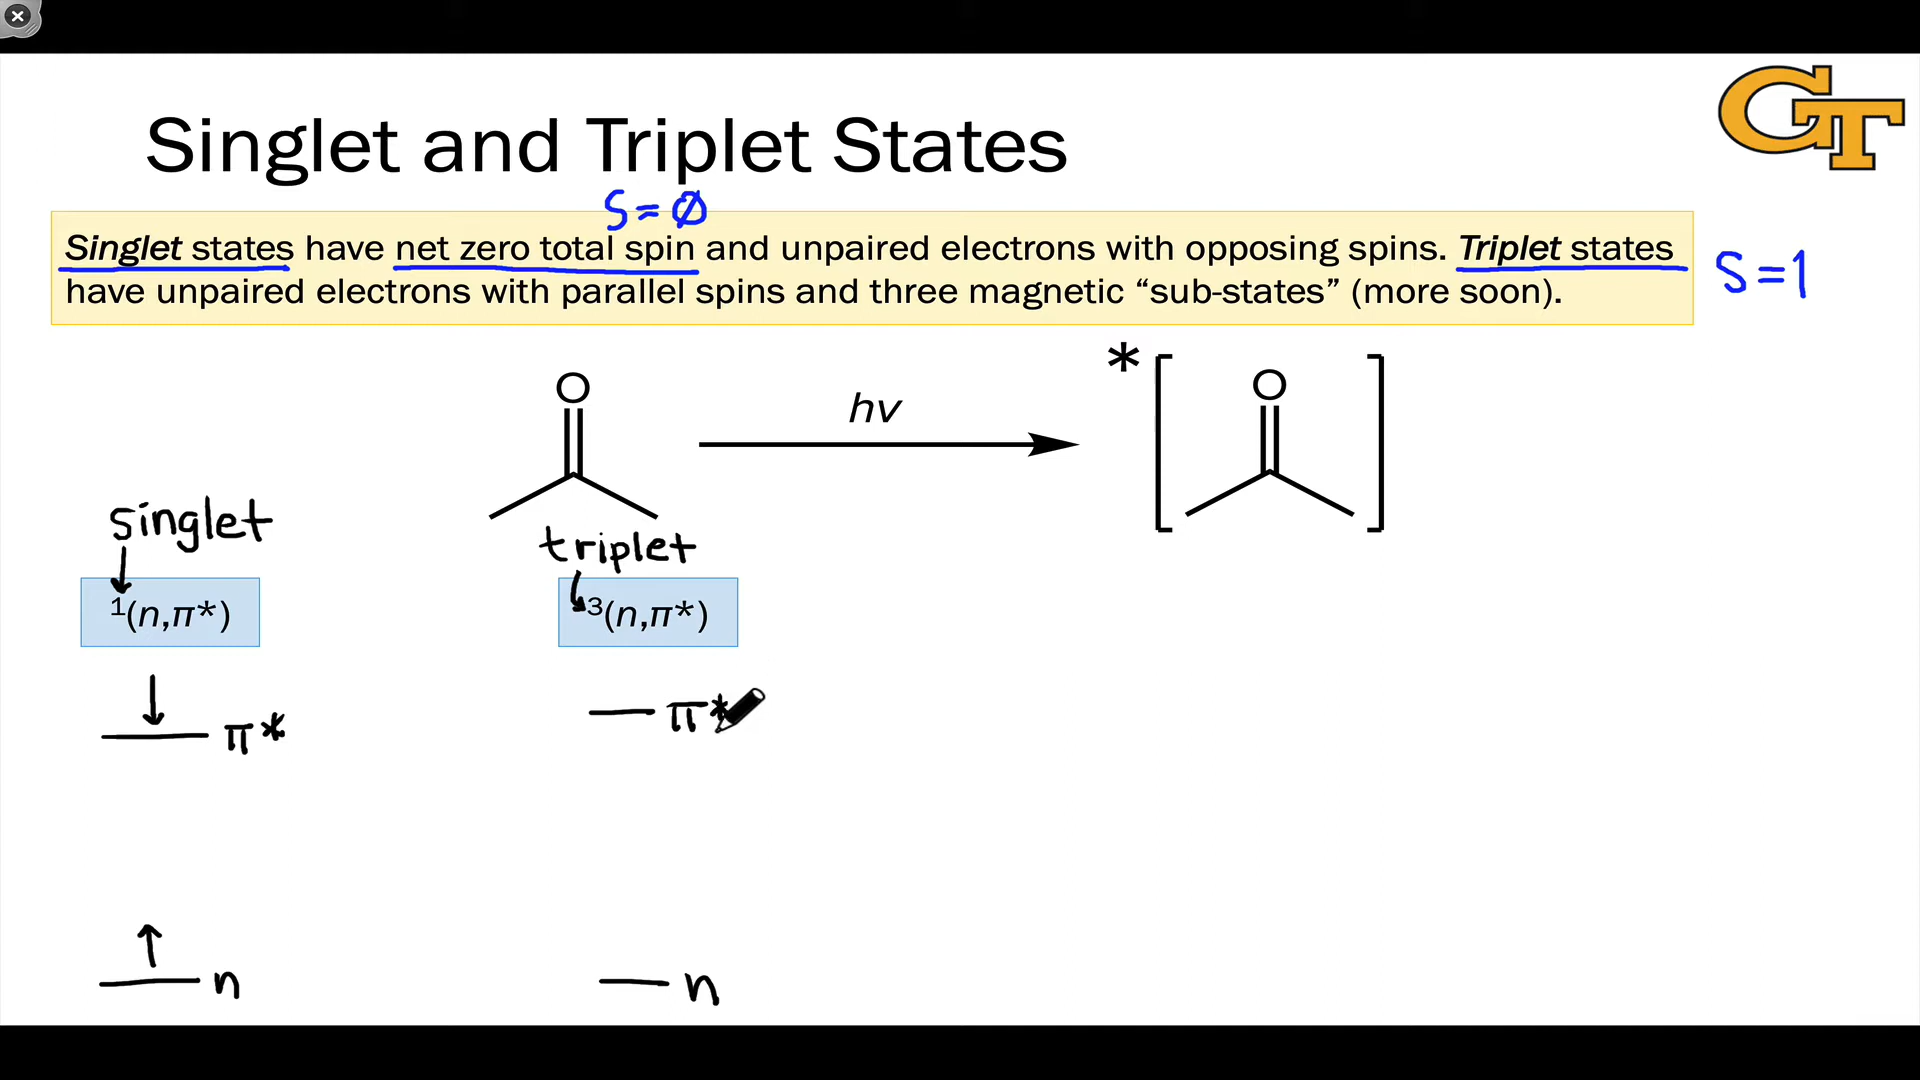 GT
Singlet and Triplet States
S=∅
Singlet states have net zero total spin and unpaired electrons with opposing spins. Triplet states
have unpaired electrons with parallel spins and three magnetic “sub-states” (more soon).
S=1
O
hν
*
O
singlet
triplet
¹(n,π*)
³(n,π*)
π*
π*
n
n